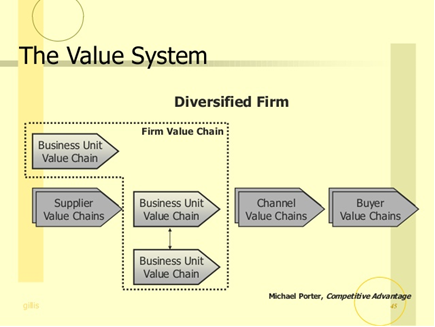 The Value System
Diversified Firm
Firm Value Chain
Business Unit
Value Chain
Supplier
Value Chains
Business Unit
Value Chain
Channel
Value Chains
Buyer
Value Chains
Business Unit
Value Chain
Michael Porter, Competitive Advantage